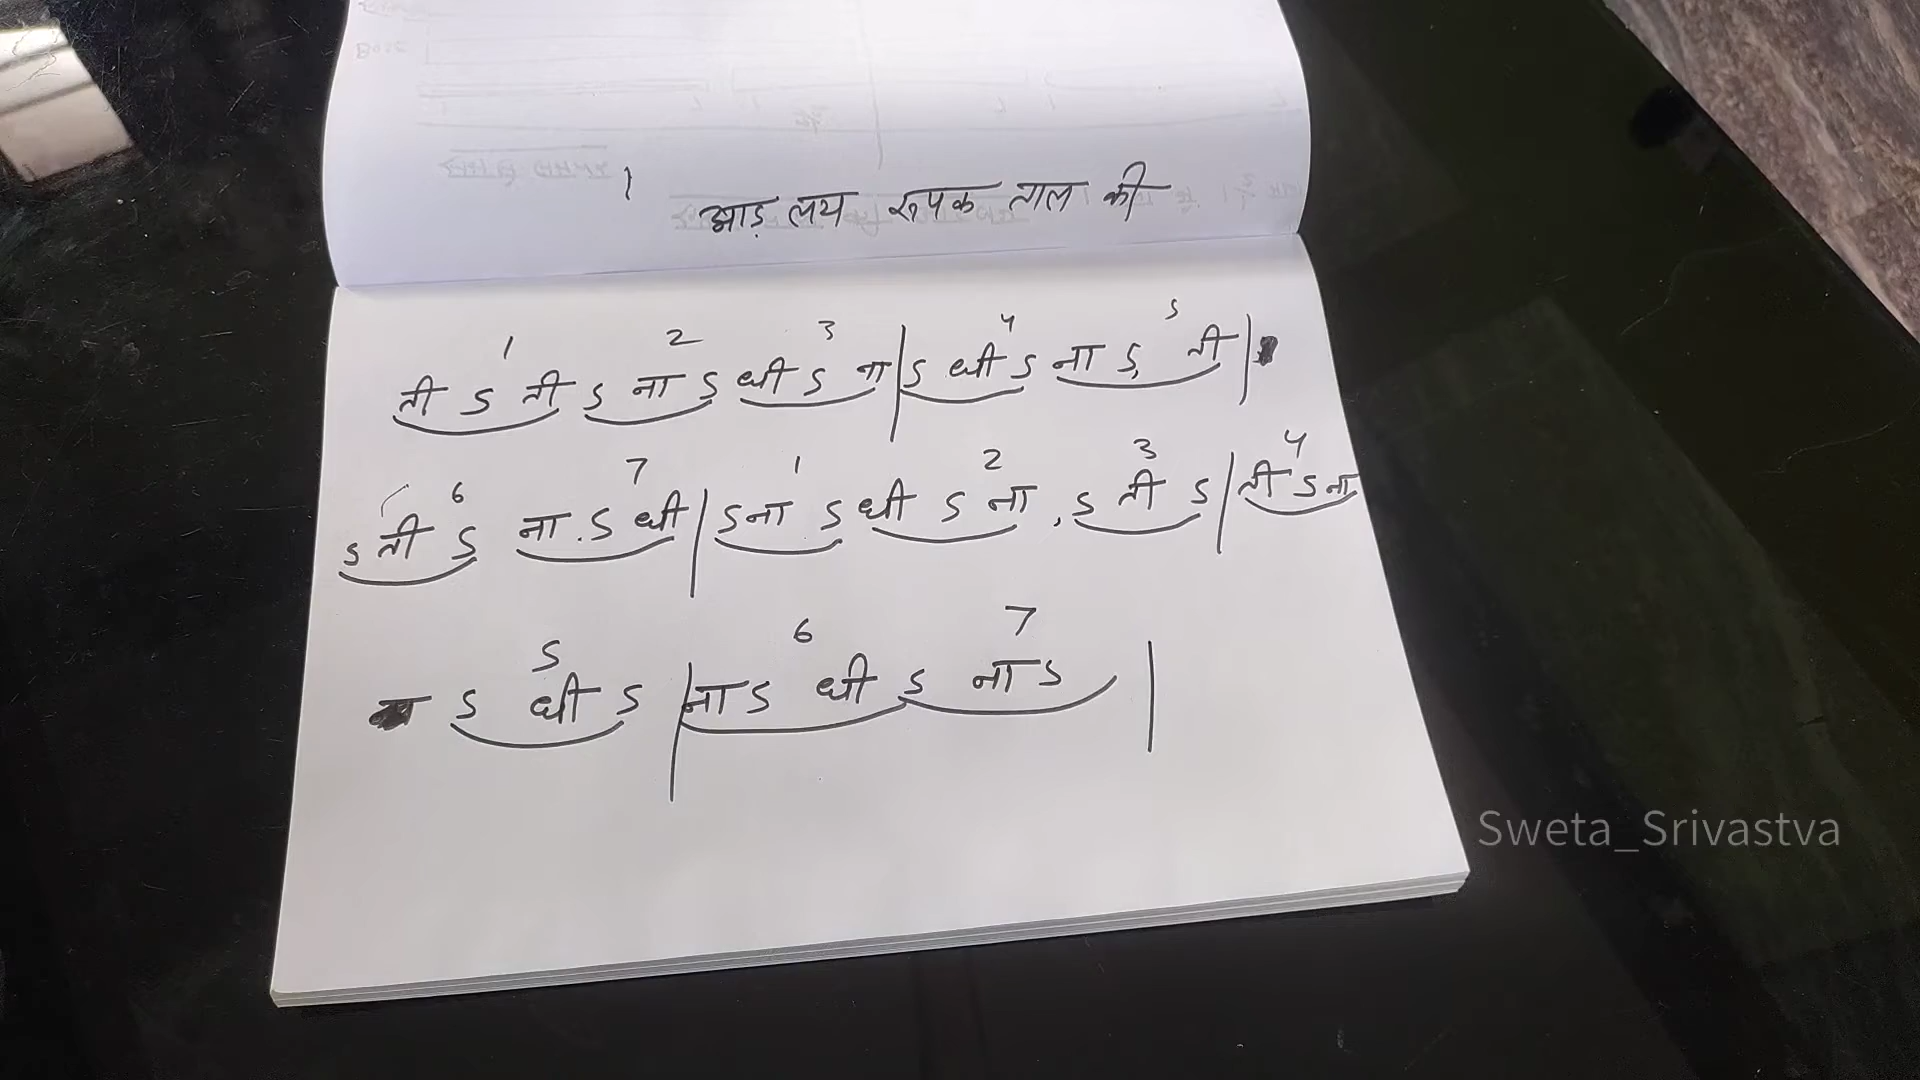 आड़ लय रूपक ताल की
1 2 3 4 5
ती S ती S ना S धी S ना | S धी S ना S, ती |
6 7 1 2 3 4
S ती S ना . S धी | S ना S धी S ना , S ती S | ती S ना
5 6 7
S धी S | ना S धी S ना S |
Sweta_Srivastva